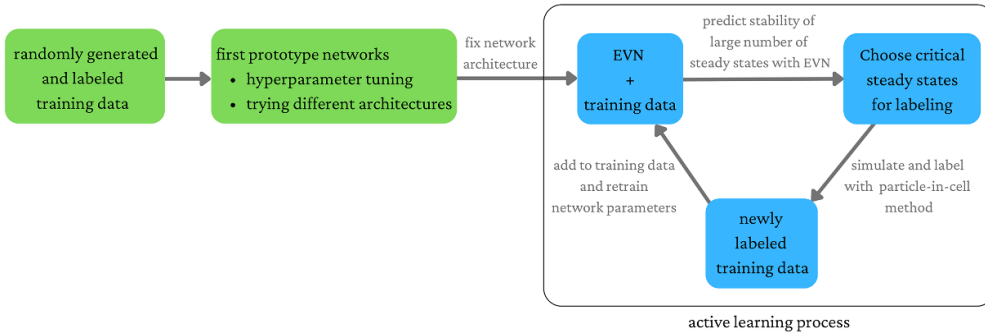 randomly generated
and labeled
training data
first prototype networks
• hyperparameter tuning
• trying different architectures
fix network
architecture
EVN
+
training data
predict stability of
large number of
steady states with EVN
Choose critical
steady states
for labeling
simulate and label
with particle-in-cell
method
newly
labeled
training data
add to training data
and retrain
network parameters
active learning process